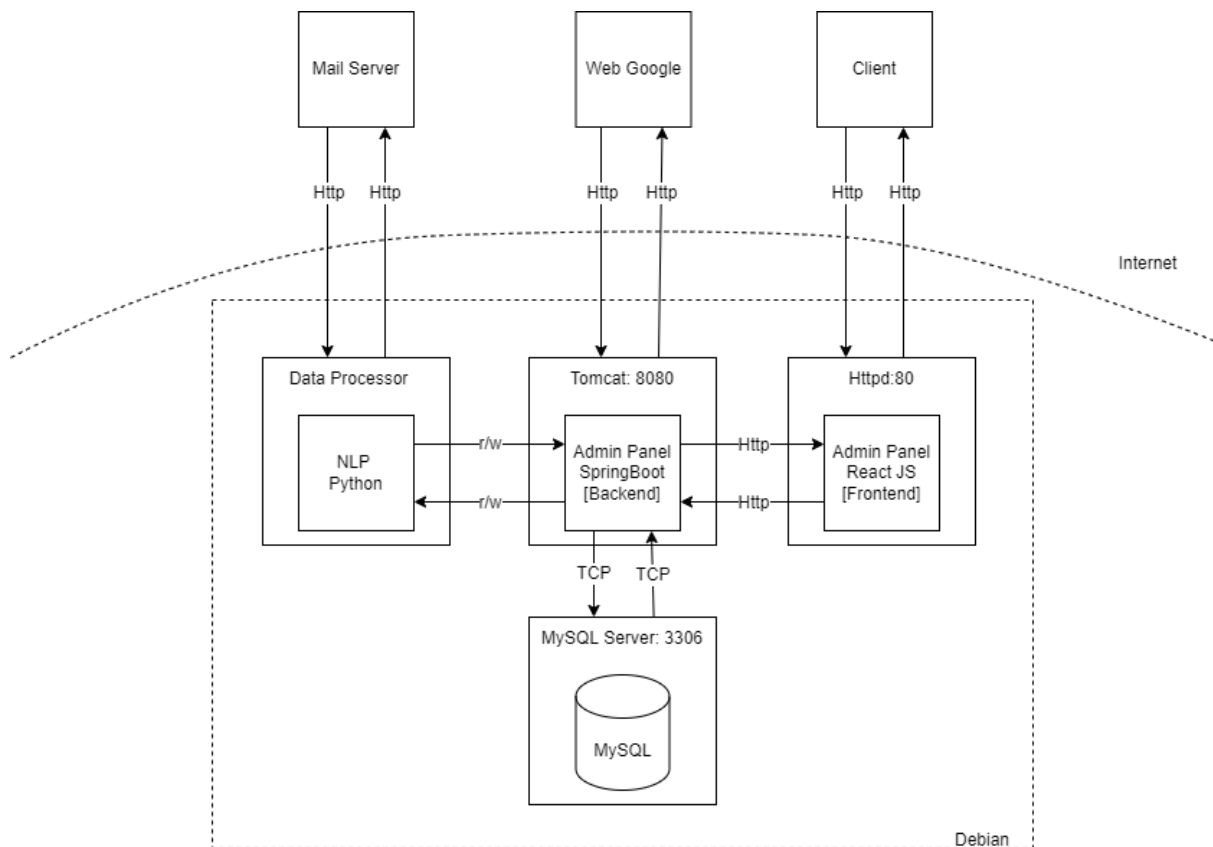 Mail Server
Web Google
Client
Http
Http
Http
Http
Http
Http
Internet
Data Processor
Tomcat: 8080
Httpd:80
NLP
Python
r/w
r/w
Admin Panel
SpringBoot
[Backend]
Http
Http
Admin Panel
React JS
[Frontend]
TCP
TCP
MySQL Server: 3306
MySQL
Debian